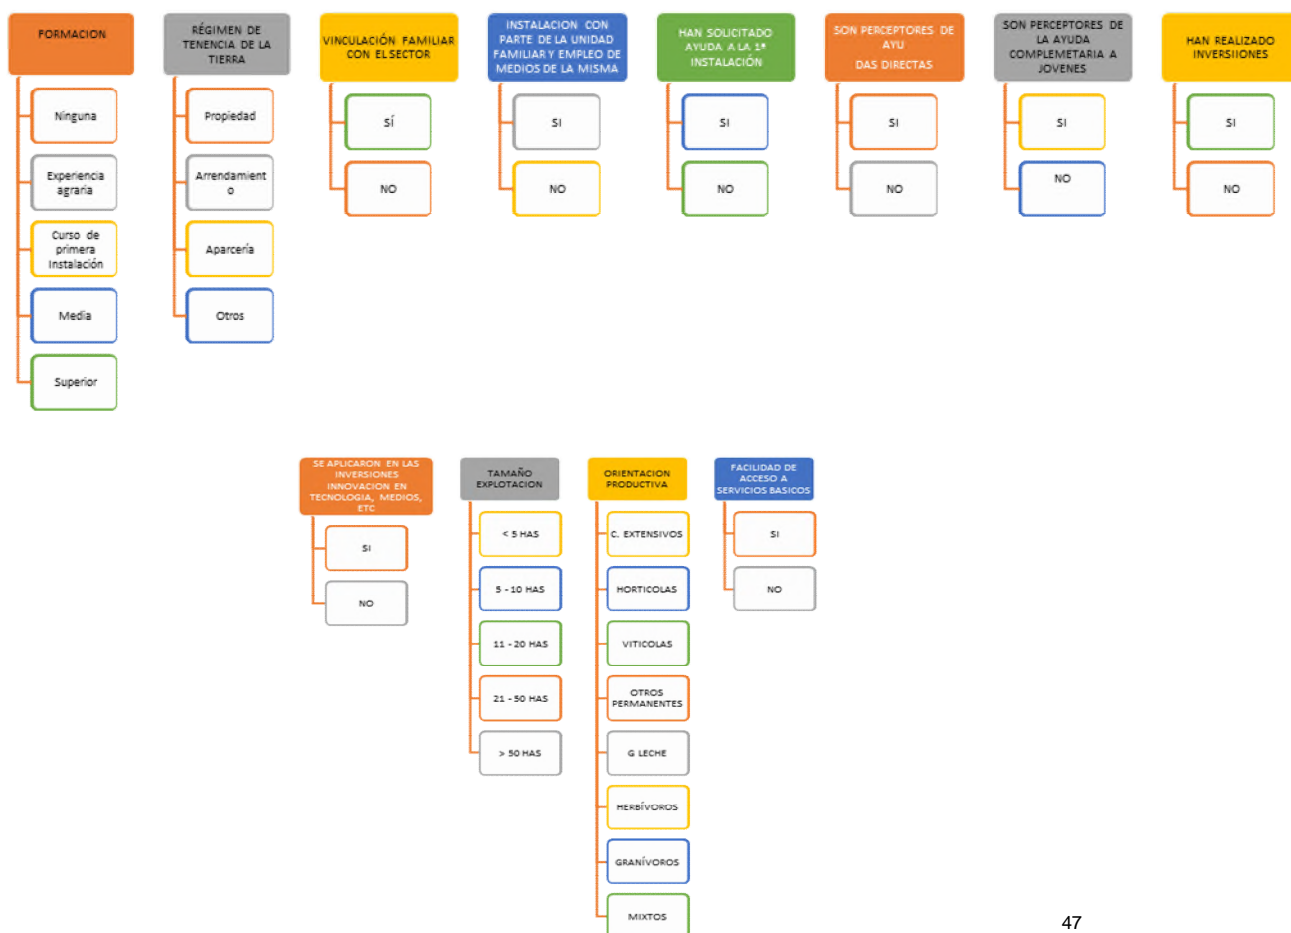 FORMACION
Ninguna
Experiencia
agraria
Curso de
primera
Instalación
Media
Superior
RÉGIMEN DE
TENENCIA DE LA
TIERRA
Propiedad
Arrendamient
o
Aparcería
Otros
VINCULACIÓN FAMILIAR
CON EL SECTOR
SÍ
NO
INSTALACION CON
PARTE DE LA UNIDAD
FAMILIAR Y EMPLEO DE
MEDIOS DE LA MISMA
SI
NO
HAN SOLICITADO
AYUDA A LA 1ª
INSTALACIÓN
SI
NO
SON PERCEPTORES DE
AYU
DAS DIRECTAS
SI
NO
SON PERCEPTORES DE
LA AYUDA
COMPLEMETARIA A
JOVENES
SI
NO
HAN REALIZADO
INVERSIIONES
SI
NO
SE APLICARON EN LAS
INVERSIONES
INNOVACION EN
TECNOLOGIA, MEDIOS,
ETC
SI
NO
TAMAÑO
EXPLOTACION
< 5 HAS
5 - 10 HAS
11 - 20 HAS
21 - 50 HAS
> 50 HAS
ORIENTACION
PRODUCTIVA
C. EXTENSIVOS
HORTICOLAS
VITICOLAS
OTROS
PERMANENTES
G LECHE
HERBÍVOROS
GRANÍVOROS
MIXTOS
FACILIDAD DE
ACCESO A
SERVICIOS BASICOS
SI
NO
47